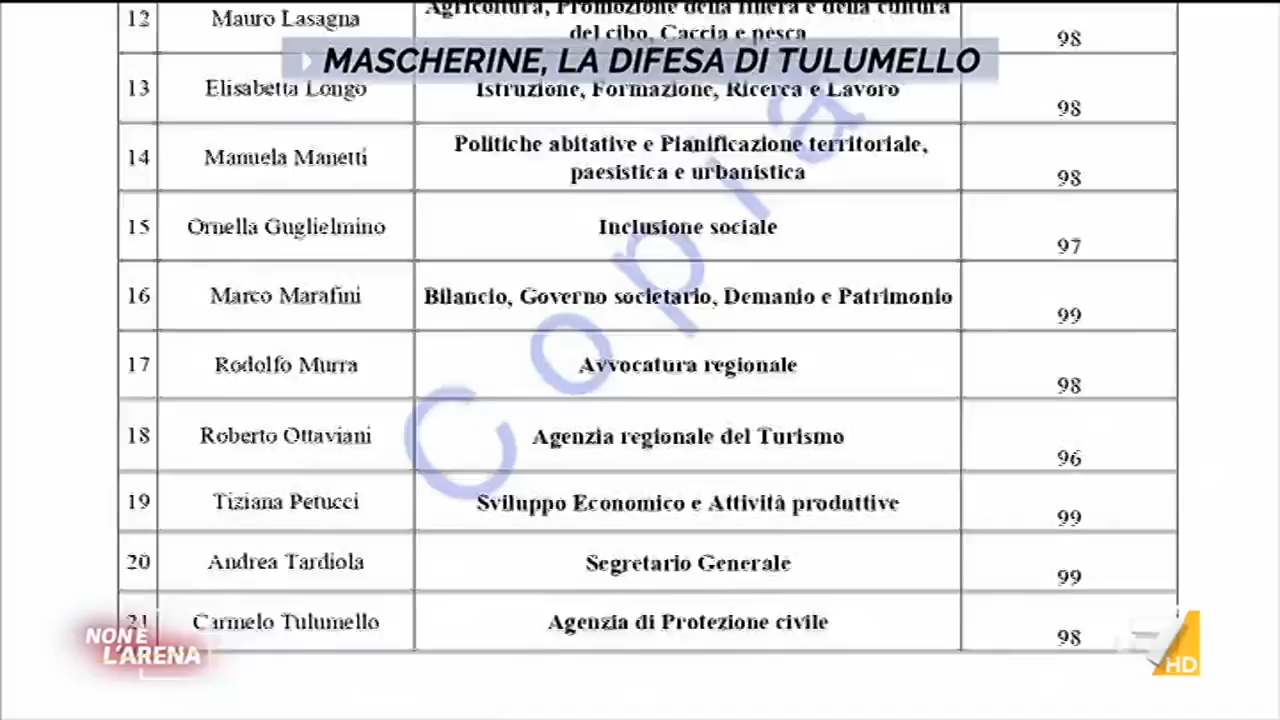 12 Mauro Lasagna Agricoltura, Promozione della filiera e della cultura
del cibo, Caccia e pesca 98
MASCHERINE, LA DIFESA DI TULUMELLO
13 Elisabetta Longo Istruzione, Formazione, Ricerca e Lavoro 98
14 Manuela Manetti Politiche abitative e Pianificazione territoriale,
paesistica e urbanistica 98
15 Ornella Guglielmino Inclusione sociale 97
16 Marco Marafini Bilancio, Governo societario, Demanio e Patrimonio 99
17 Rodolfo Murra Avvocatura regionale 98
18 Roberto Ottaviani Agenzia regionale del Turismo 96
19 Tiziana Petucci Sviluppo Economico e Attività produttive 99
20 Andrea Tardiola Segretario Generale 99
21 Carmelo Tulumello Agenzia di Protezione civile 98
Copia
NON È
L'ARENA
HD